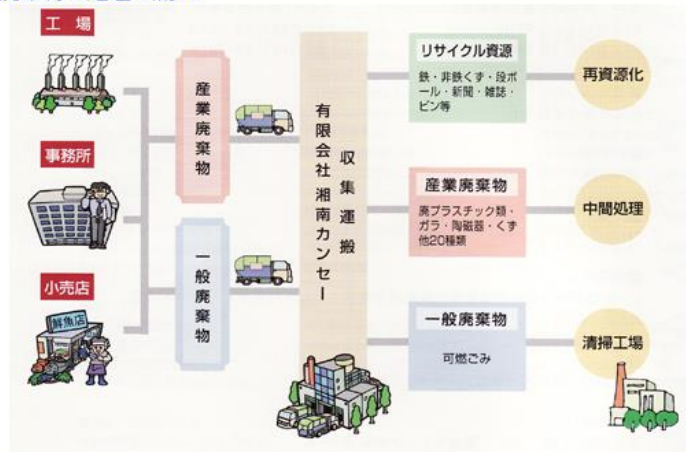 工場
事務所
小売店
鮮魚店
産業廃棄物
一般廃棄物
収集運搬
有限会社 湘南カンセー
リサイクル資源
鉄・非鉄くず・段ボ
ール・新聞・雑誌・
ビン等
再資源化
産業廃棄物
廃プラスチック類・
ガラ・陶磁器・くず
他20種類
中間処理
一般廃棄物
可燃ごみ
清掃工場